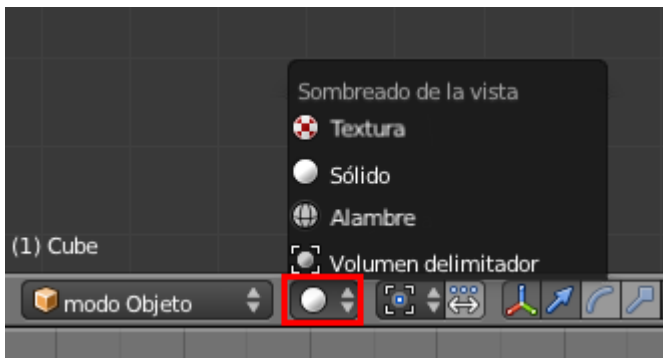 Sombreado de la vista
Textura
Sólido
Alambre
Volumen delimitador
(1) Cube
modo Objeto